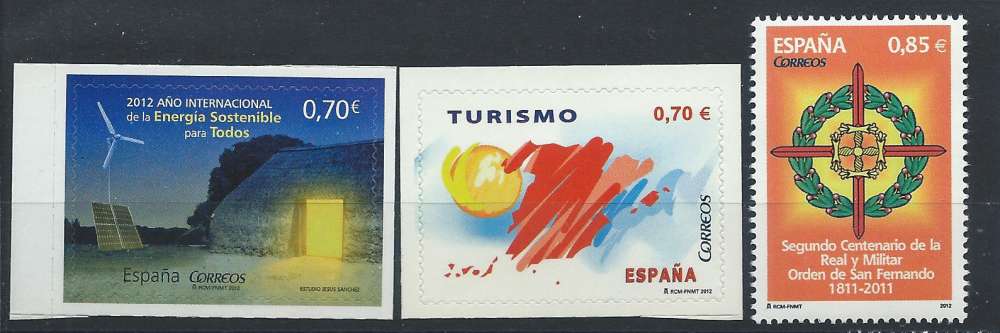 2012 AÑO INTERNACIONAL
de la Energía Sostenible
para Todos
0,70€
España CORREOS
RCM-FNMT 2012
ESTUDIO JESÚS SÁNCHEZ
TURISMO
0,70 €
CORREOS
ESPAÑA
RCM-FNMT 2012
ESPAÑA 0,85 €
CORREOS
Segundo Centenario de la
Real y Militar
Orden de San Fernando
1811-2011
RCM-FNMT 2012